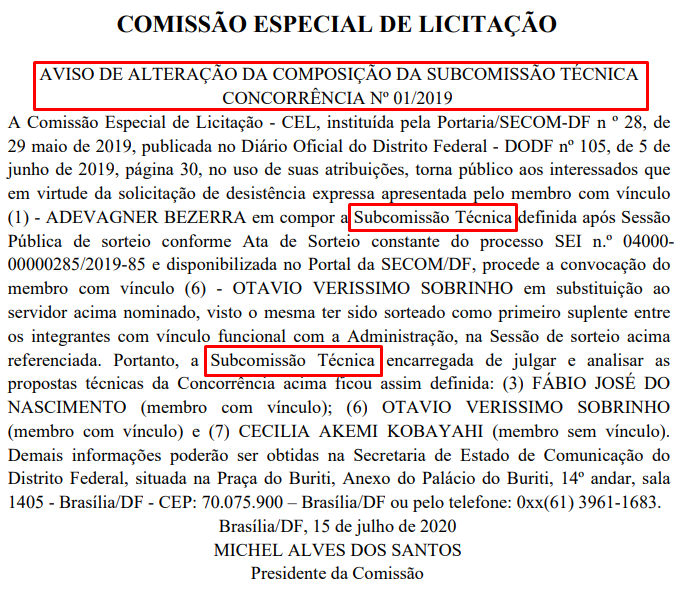 COMISSÃO ESPECIAL DE LICITAÇÃO
AVISO DE ALTERAÇÃO DA COMPOSIÇÃO DA SUBCOMISSÃO TÉCNICA
CONCORRÊNCIA Nº 01/2019
A Comissão Especial de Licitação - CEL, instituída pela Portaria/SECOM-DF n º 28, de
29 maio de 2019, publicada no Diário Oficial do Distrito Federal - DODF nº 105, de 5 de
junho de 2019, página 30, no uso de suas atribuições, torna público aos interessados que
em virtude da solicitação de desistência expressa apresentada pelo membro com vínculo
(1) - ADEVAGNER BEZERRA em compor a Subcomissão Técnica definida após Sessão
Pública de sorteio conforme Ata de Sorteio constante do processo SEI n.º 04000-
00000285/2019-85 e disponibilizada no Portal da SECOM/DF, procede a convocação do
membro com vínculo (6) - OTAVIO VERISSIMO SOBRINHO em substituição ao
servidor acima nominado, visto o mesma ter sido sorteado como primeiro suplente entre
os integrantes com vínculo funcional com a Administração, na Sessão de sorteio acima
referenciada. Portanto, a Subcomissão Técnica encarregada de julgar e analisar as
propostas técnicas da Concorrência acima ficou assim definida: (3) FÁBIO JOSÉ DO
NASCIMENTO (membro com vínculo); (6) OTAVIO VERISSIMO SOBRINHO
(membro com vínculo) e (7) CECILIA AKEMI KOBAYAHI (membro sem vínculo).
Demais informações poderão ser obtidas na Secretaria de Estado de Comunicação do
Distrito Federal, situada na Praça do Buriti, Anexo do Palácio do Buriti, 14º andar, sala
1405 - Brasília/DF - CEP: 70.075.900 – Brasília/DF ou pelo telefone: 0xx(61) 3961-1683.
Brasília/DF, 15 de julho de 2020
MICHEL ALVES DOS SANTOS
Presidente da Comissão